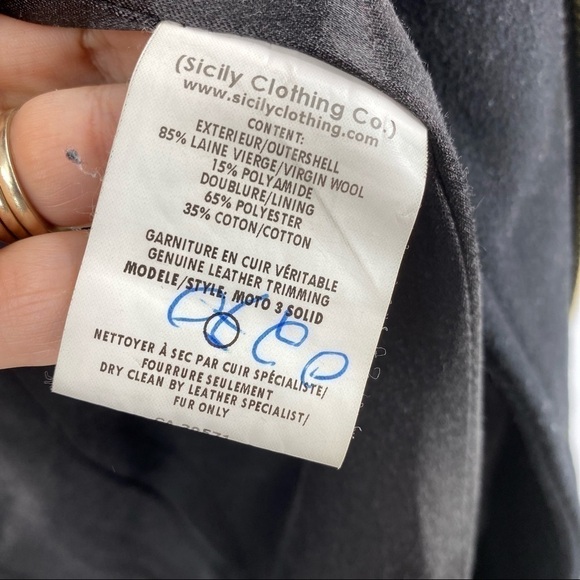 (Sicily Clothing Co.)
www.sicilyclothing.com
CONTENT:
EXTERIEUR/OUTERSHELL
85% LAINE VIERGE/VIRGIN WOOL
15% POLYAMIDE
DOUBLURE/LINING
65% POLYESTER
35% COTON/COTTON
GARNITURE EN CUIR VÉRITABLE
GENUINE LEATHER TRIMMING
MODELE/STYLE: MOTO 3 SOLID
NETTOYER À SEC PAR CUIR SPÉCIALISTE/
FOURRURE SEULEMENT
DRY CLEAN BY LEATHER SPECIALIST/
FUR ONLY